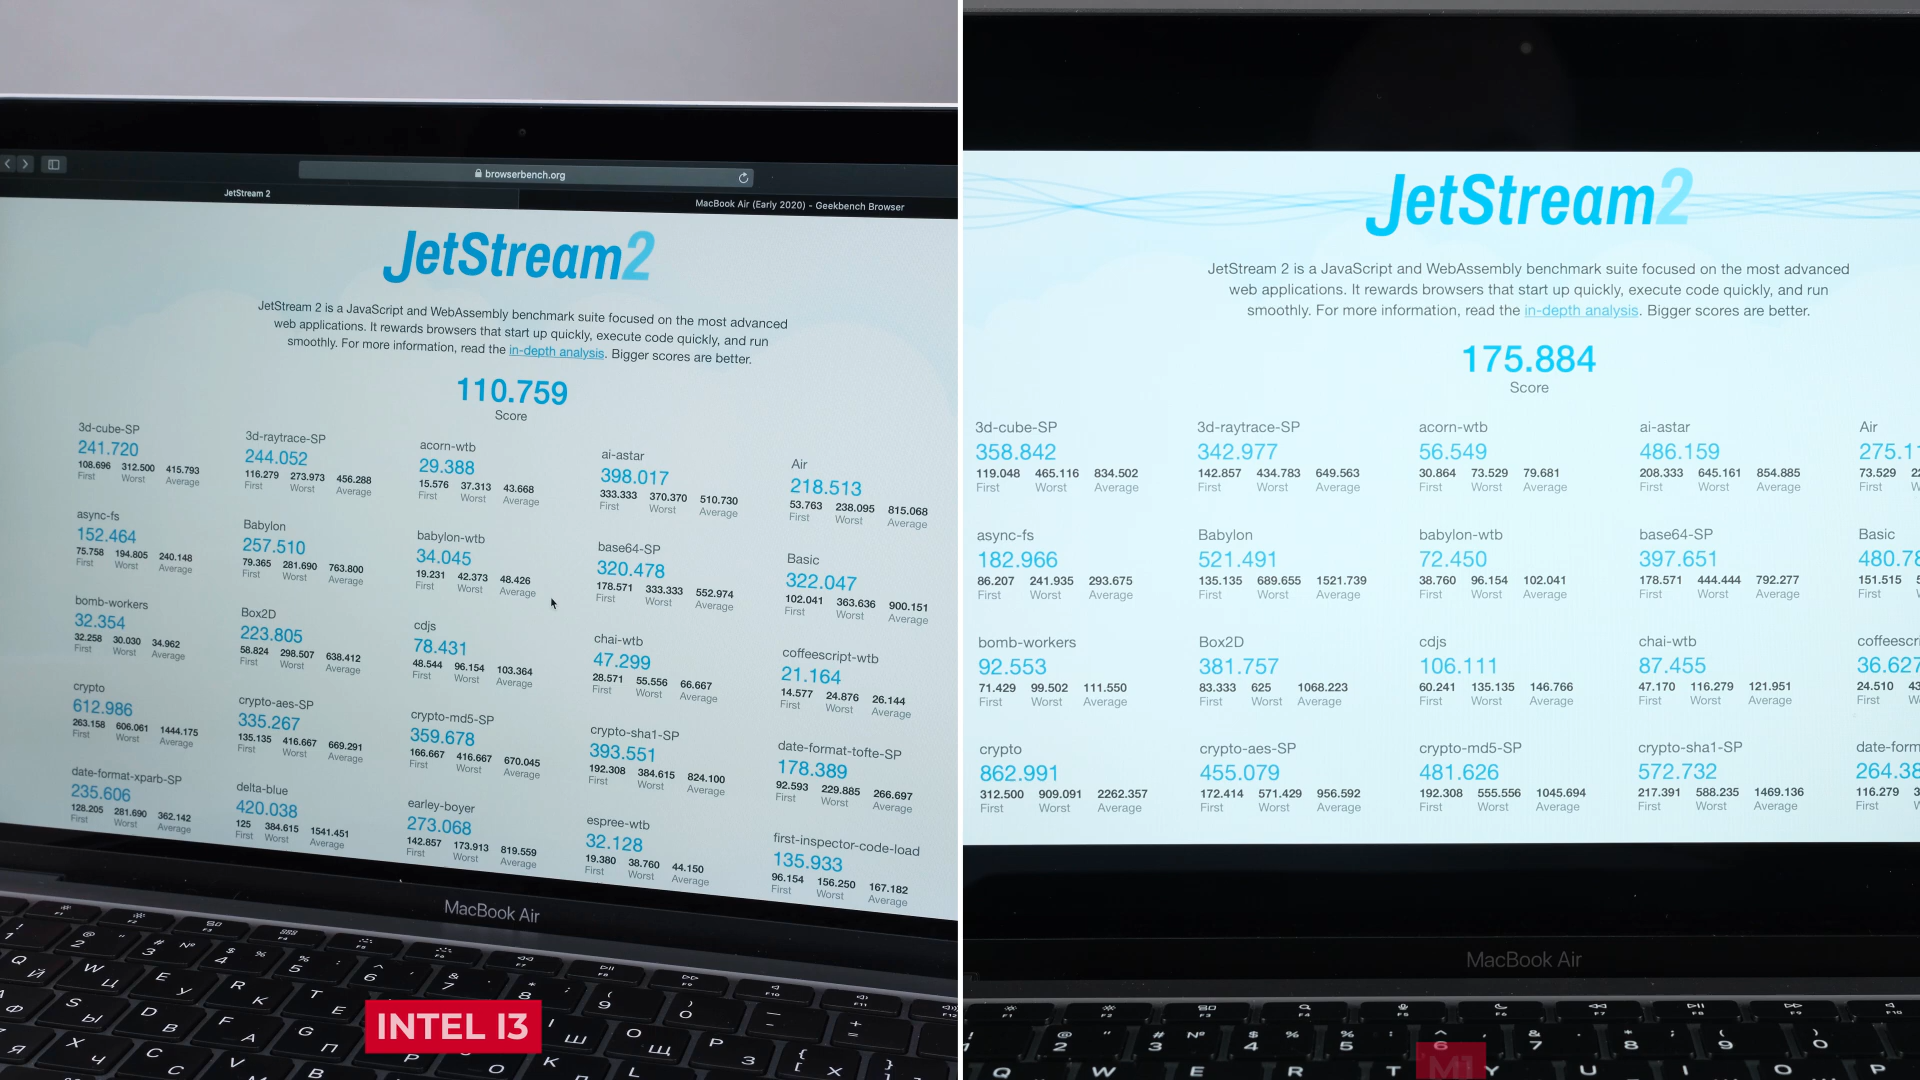 browserbench.org
JetStream 2
MacBook Air (Early 2020) - Geekbench Browser
JetStream2
JetStream 2 is a JavaScript and WebAssembly benchmark suite focused on the most advanced
web applications. It rewards browsers that start up quickly, execute code quickly, and run
smoothly. For more information, read the in-depth analysis. Bigger scores are better.
110.759
Score
3d-cube-SP 3d-raytrace-SP acorn-wtb ai-astar Air
241.720 244.052 29.388 398.017 218.513
108.696 312.500 415.793 116.279 273.973 456.288 15.576 37.313 43.668 333.333 370.370 510.730 53.763 238.095 815.068
First Worst Average First Worst Average First Worst Average First Worst Average First Worst Average
async-fs Babylon babylon-wtb base64-SP Basic
152.464 257.510 34.045 320.478 322.047
75.758 194.805 240.148 79.365 281.690 763.800 19.231 42.373 48.426 178.571 333.333 552.974 102.041 363.636 900.151
First Worst Average First Worst Average First Worst Average First Worst Average First Worst Average
bomb-workers Box2D cdjs chai-wtb coffeescript-wtb
32.354 223.805 78.431 47.299 21.164
32.258 30.030 34.962 58.824 298.507 638.412 48.544 96.154 103.364 28.571 55.556 66.667 14.577 24.876 26.144
First Worst Average First Worst Average First Worst Average First Worst Average First Worst Average
crypto crypto-aes-SP crypto-md5-SP crypto-sha1-SP date-format-tofte-SP
612.986 335.267 359.678 393.551 178.389
263.158 606.061 1444.175 135.135 416.667 669.291 166.667 416.667 670.045 192.308 384.615 824.100 92.593 229.885 266.697
First Worst Average First Worst Average First Worst Average First Worst Average First Worst Average
date-format-xparb-SP delta-blue earley-boyer espree-wtb first-inspector-code-load
235.606 420.038 273.068 32.128 135.933
128.205 281.690 362.142 125 384.615 1541.451 142.857 173.913 819.559 19.380 38.760 44.150 96.154 156.250 167.182
First Worst Average First Worst Average First Worst Average First Worst Average First Worst Average
MacBook Air
INTEL I3
JetStream2
JetStream 2 is a JavaScript and WebAssembly benchmark suite focused on the most advanced
web applications. It rewards browsers that start up quickly, execute code quickly, and run
smoothly. For more information, read the in-depth analysis. Bigger scores are better.
175.884
Score
3d-cube-SP 3d-raytrace-SP acorn-wtb ai-astar Air
358.842 342.977 56.549 486.159 275.1
119.048 465.116 834.502 142.857 434.783 649.563 30.864 73.529 79.681 208.333 645.161 854.885 73.529
First Worst Average First Worst Average First Worst Average First Worst Average First
async-fs Babylon babylon-wtb base64-SP Basic
182.966 521.491 72.450 397.651 480.78
86.207 241.935 293.675 135.135 689.655 1521.739 38.760 96.154 102.041 178.571 444.444 792.277 151.515
First Worst Average First Worst Average First Worst Average First Worst Average First
bomb-workers Box2D cdjs chai-wtb coffeescri
92.553 381.757 106.111 87.455 36.627
71.429 99.502 111.550 83.333 625 1068.223 60.241 135.135 146.766 47.170 116.279 121.951 24.510
First Worst Average First Worst Average First Worst Average First Worst Average First
crypto crypto-aes-SP crypto-md5-SP crypto-sha1-SP date-form
862.991 455.079 481.626 572.732 264.38
312.500 909.091 2262.357 172.414 571.429 956.592 192.308 555.556 1045.694 217.391 588.235 1469.136 116.279
First Worst Average First Worst Average First Worst Average First Worst Average First
MacBook Air
M1